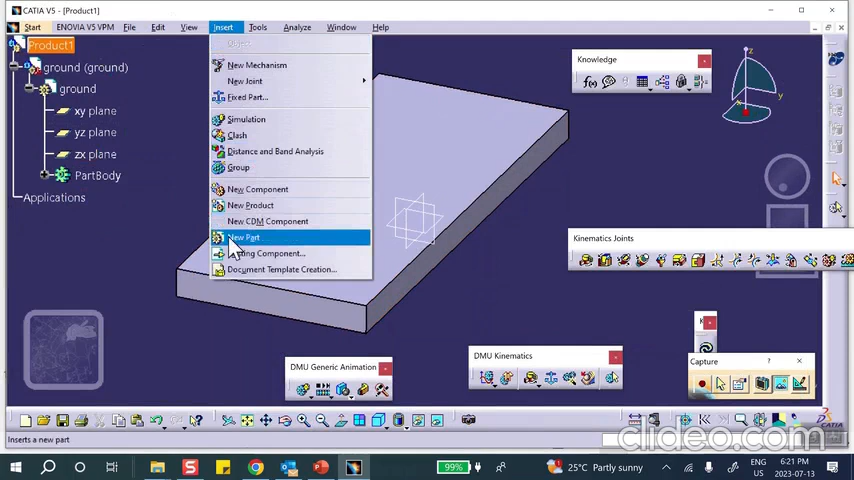 CATIA V5 - [Product1]
Start ENOVIA V5 VPM File Edit View Insert Tools Analyze Window Help
Product1
ground (ground)
ground
xy plane
yz plane
zx plane
PartBody
Applications
New Mechanism
New Joint
Fixed Part...
Simulation
Clash
Distance and Band Analysis
Group
New Component
New Product
New CDM Component
New Part
Component...
Document Template Creation...
Knowledge
f(x)
z
y
x
Kinematics Joints
DMU Generic Animation
DMU Kinematics
K
Capture ?
Inserts a new part
CATIA
clideo.com
99%
25°C Partly sunny
ENG
US
6:21 PM
2023-07-13